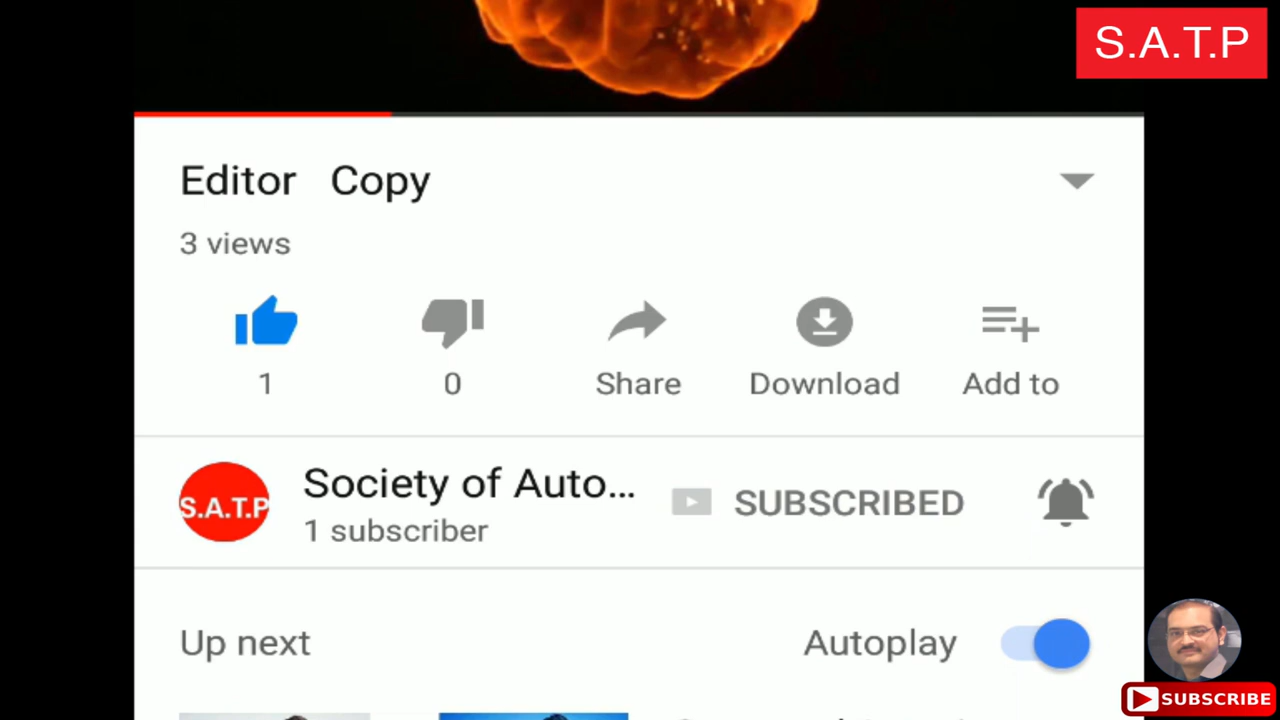 S.A.T.P
Editor Copy
3 views
1 0 Share Download Add to
S.A.T.P
Society of Auto...
1 subscriber
SUBSCRIBED
Up next Autoplay
SUBSCRIBE